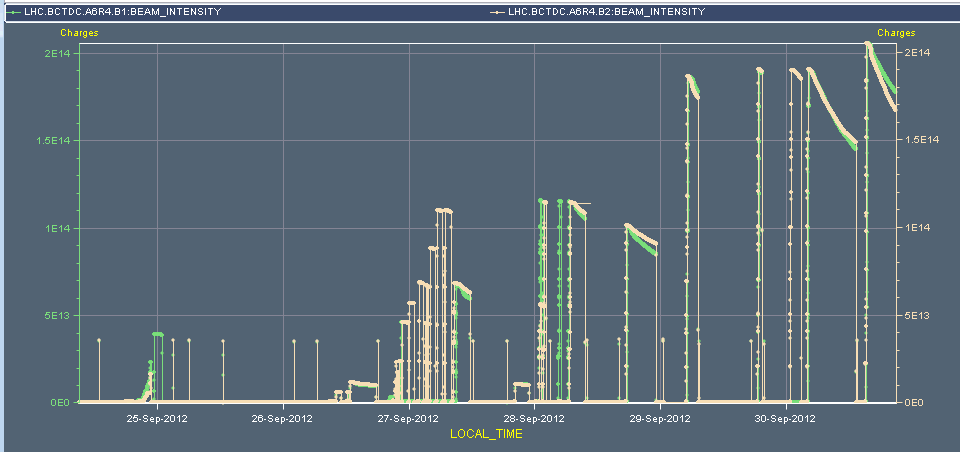 LHC.BCTDC.A6R4.B1:BEAM_INTENSITY LHC.BCTDC.A6R4.B2:BEAM_INTENSITY
Charges Charges
2E14 2E14
1.5E14 1.5E14
1E14 1E14
5E13 5E13
0E0 0E0
25-Sep-2012 26-Sep-2012 27-Sep-2012 28-Sep-2012 29-Sep-2012 30-Sep-2012
LOCAL_TIME